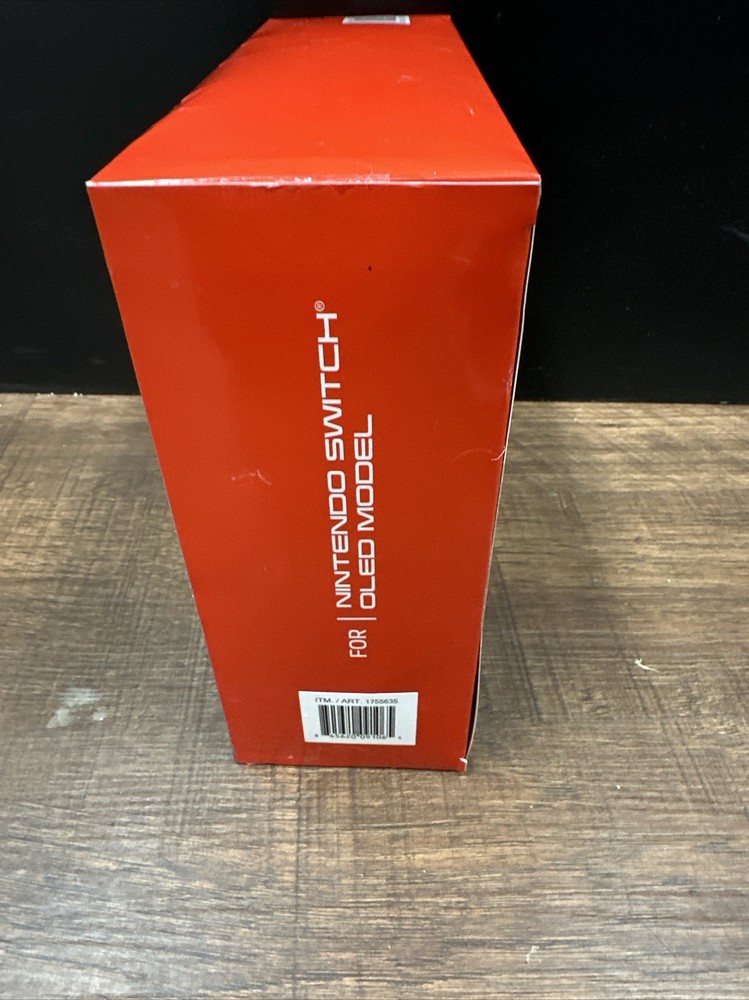 FOR | NINTENDO SWITCH®
OLED MODEL
ITM. / ART. 1755635